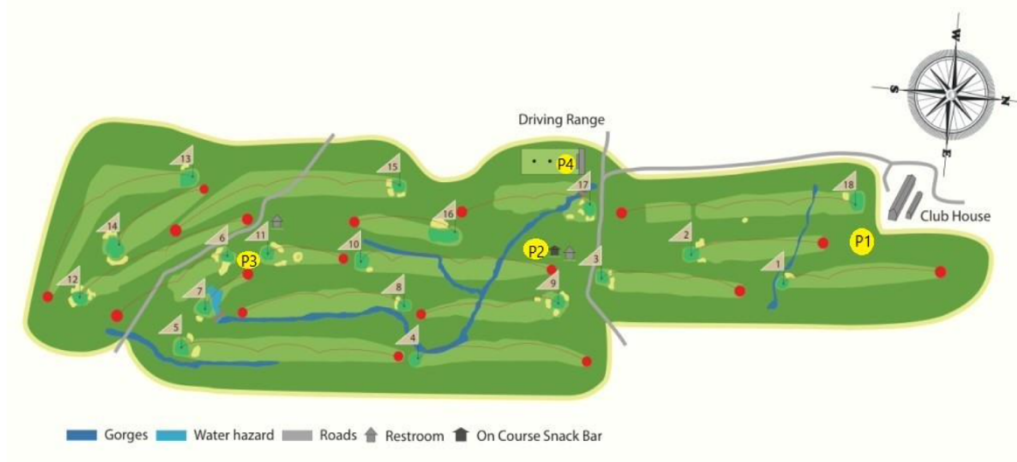 W
S
N
E
Driving Range
P4
13
15
17
18
Club House
14
16
6
11
10
2
P1
P2
P3
3
1
12
7
8
9
5
4
Gorges Water hazard Roads Restroom On Course Snack Bar